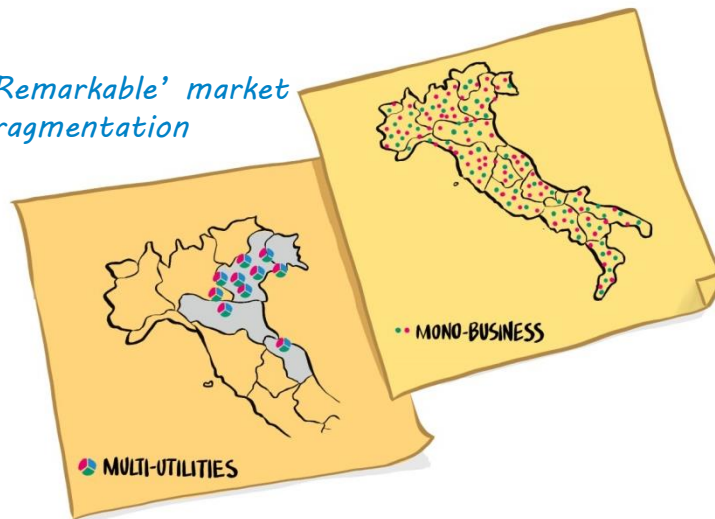 Remarkable’ market
ragmentation
MONO-BUSINESS
MULTI-UTILITIES